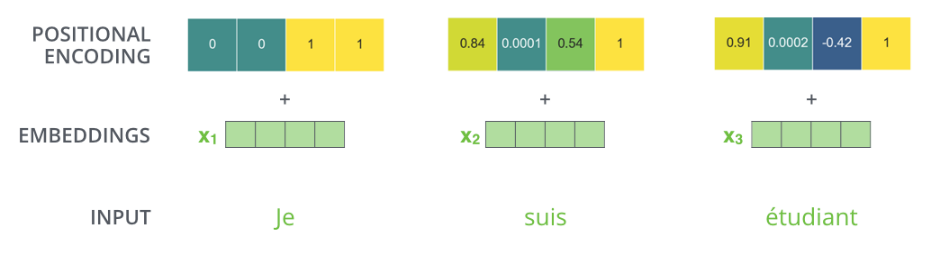 POSITIONAL ENCODING
0 0 1 1
0.84 0.0001 0.54 1
0.91 0.0002 -0.42 1
+ + +
EMBEDDINGS
x1 x2 x3
INPUT
Je suis étudiant